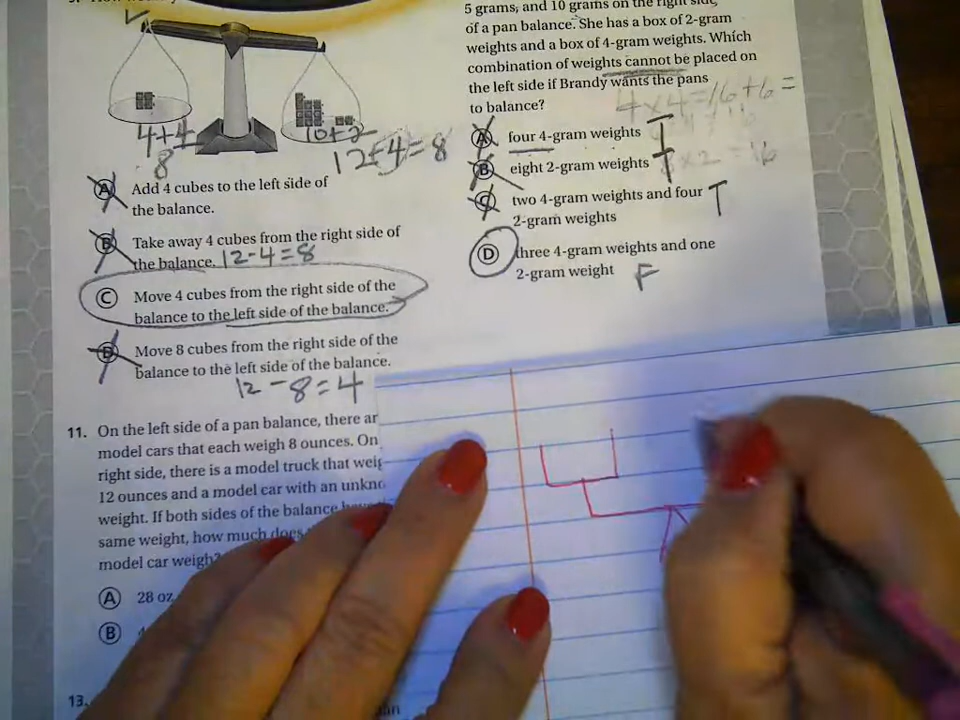 4+4
8
10+2
12÷4=8
A Add 4 cubes to the left side of
the balance.
B Take away 4 cubes from the right side of
the balance. 12-4=8
C Move 4 cubes from the right side of the
balance to the left side of the balance.
D Move 8 cubes from the right side of the
balance to the left side of the balance.
12-8=4
11. On the left side of a pan balance, there ar
model cars that each weigh 8 ounces. On
right side, there is a model truck that weig
12 ounces and a model car with an unkno
weight. If both sides of the balance have
same weight, how much does
model car weigh?
A 28 oz
B
13.
5 grams, and 10 grams on the right side
of a pan balance. She has a box of 2-gram
weights and a box of 4-gram weights. Which
combination of weights cannot be placed on
the left side if Brandy wants the pans
to balance?
4×4=16+6=
A four 4-gram weights T
B eight 2-gram weights T ×2=16
C two 4-gram weights and four T
2-gram weights
D three 4-gram weights and one
2-gram weight F